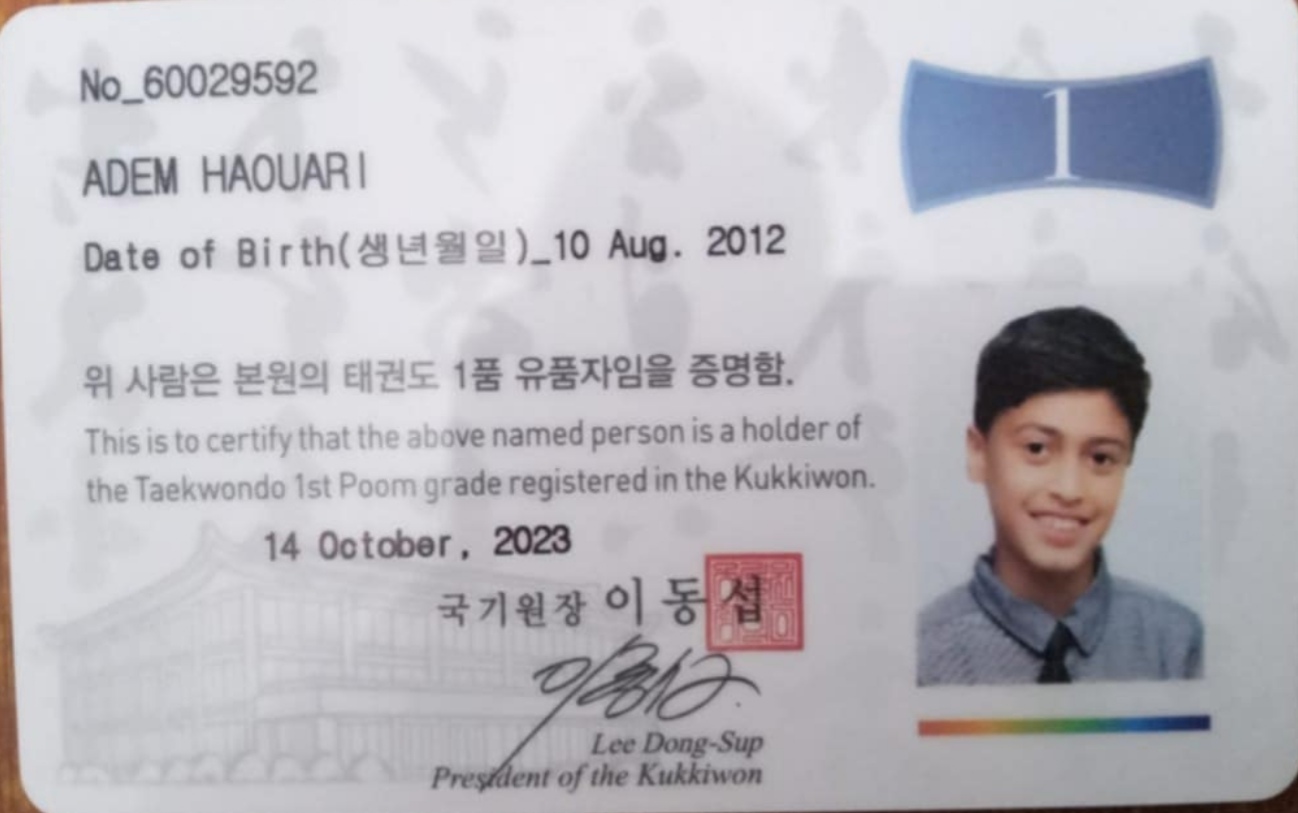 No_60029592
1
ADEM HAOUARI
Date of Birth(생년월일)_10 Aug. 2012
위 사람은 본원의 태권도 1품 유품자임을 증명함.
This is to certify that the above named person is a holder of
the Taekwondo 1st Poom grade registered in the Kukkiwon.
14 October, 2023
국기원장 이동섭
Lee Dong-Sup
President of the Kukkiwon